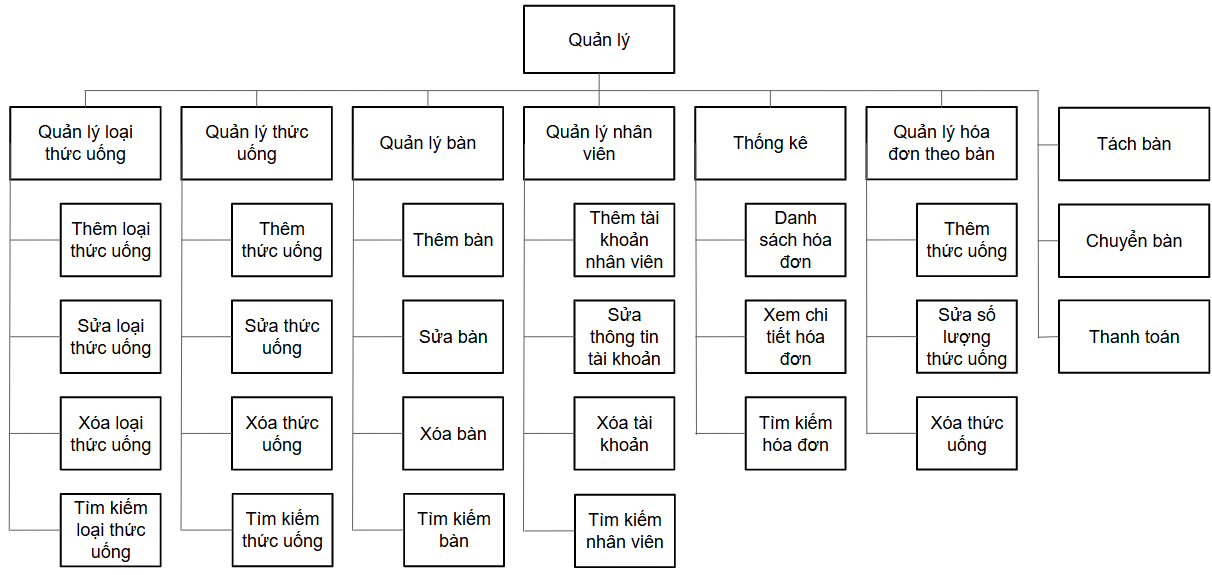 Quản lý
Quản lý loại
thức uống
Quản lý thức
uống
Quản lý bàn
Quản lý nhân
viên
Thống kê
Quản lý hóa
đơn theo bàn
Tách bàn
Thêm loại
thức uống
Thêm
thức uống
Thêm bàn
Thêm tài
khoản
nhân viên
Danh
sách hóa
đơn
Thêm
thức uống
Chuyển bàn
Sửa loại
thức uống
Sửa thức
uống
Sửa bàn
Sửa
thông tin
tài khoản
Xem chi
tiết hóa
đơn
Sửa số
lượng
thức uống
Thanh toán
Xóa loại
thức uống
Xóa thức
uống
Xóa bàn
Xóa tài
khoản
Tìm kiếm
hóa đơn
Xóa thức
uống
Tìm kiếm
loại thức
uống
Tìm kiếm
thức uống
Tìm kiếm
bàn
Tìm kiếm
nhân viên